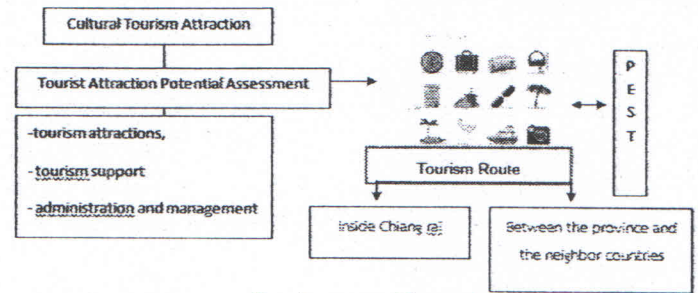 Cultural Tourism Attraction
Tourist Attraction Potential Assessment
-tourism attractions,
- tourism support
- administration and management
P
E
S
T
Tourism Route
Inside Chiang rai
Between the province and
the neighbor countries